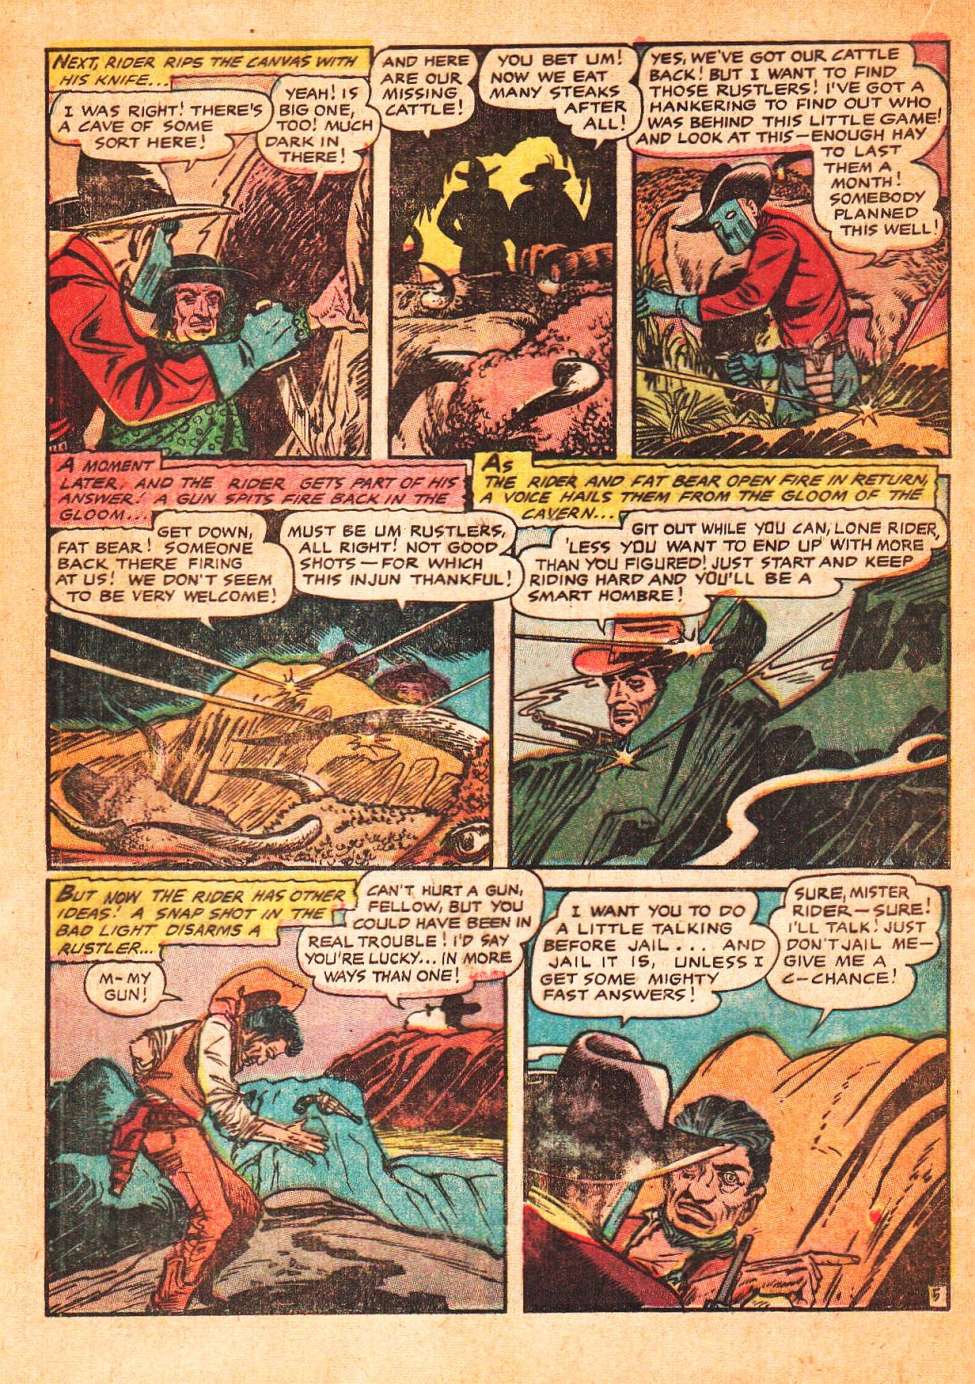 NEXT, RIDER RIPS THE CANVAS WITH
HIS KNIFE...
I WAS RIGHT! THERE'S
A CAVE OF SOME
SORT HERE!
YEAH! IS
BIG ONE,
TOO! MUCH
DARK IN
THERE!
AND HERE
ARE OUR
MISSING
CATTLE!
YOU BET UM!
NOW WE EAT
MANY STEAKS
AFTER
ALL!
YES, WE'VE GOT OUR CATTLE
BACK! BUT I WANT TO FIND
THOSE RUSTLERS! I'VE GOT A
HANKERING TO FIND OUT WHO
WAS BEHIND THIS LITTLE GAME!
AND LOOK AT THIS—ENOUGH HAY
TO LAST
THEM A
MONTH!
SOMEBODY
PLANNED
THIS WELL!
A MOMENT
LATER, AND THE RIDER GETS PART OF HIS
ANSWER! A GUN SPITS FIRE BACK IN THE
GLOOM...
GET DOWN,
FAT BEAR! SOMEONE
BACK THERE FIRING
AT US! WE DON'T SEEM
TO BE VERY WELCOME!
MUST BE UM RUSTLERS,
ALL RIGHT! NOT GOOD
SHOTS—FOR WHICH
THIS INJUN THANKFUL!
AS
THE RIDER AND FAT BEAR OPEN FIRE IN RETURN,
A VOICE HAILS THEM FROM THE GLOOM OF THE
CAVERN...
GIT OUT WHILE YOU CAN, LONE RIDER,
'LESS YOU WANT TO END UP WITH MORE
THAN YOU FIGURED! JUST START AND KEEP
RIDING HARD AND YOU'LL BE A
SMART HOMBRE!
BUT NOW THE RIDER HAS OTHER
IDEAS! A SNAP SHOT IN THE
BAD LIGHT DISARMS A
RUSTLER...
M-MY
GUN!
CAN'T HURT A GUN,
FELLOW, BUT YOU
COULD HAVE BEEN IN
REAL TROUBLE! I'D SAY
YOU'RE LUCKY... IN MORE
WAYS THAN ONE!
I WANT YOU TO DO
A LITTLE TALKING
BEFORE JAIL... AND
JAIL IT IS, UNLESS I
GET SOME MIGHTY
FAST ANSWERS!
SURE, MISTER
RIDER—SURE!
I'LL TALK! JUST
DON'T JAIL ME—
GIVE ME A
C-CHANCE!
5